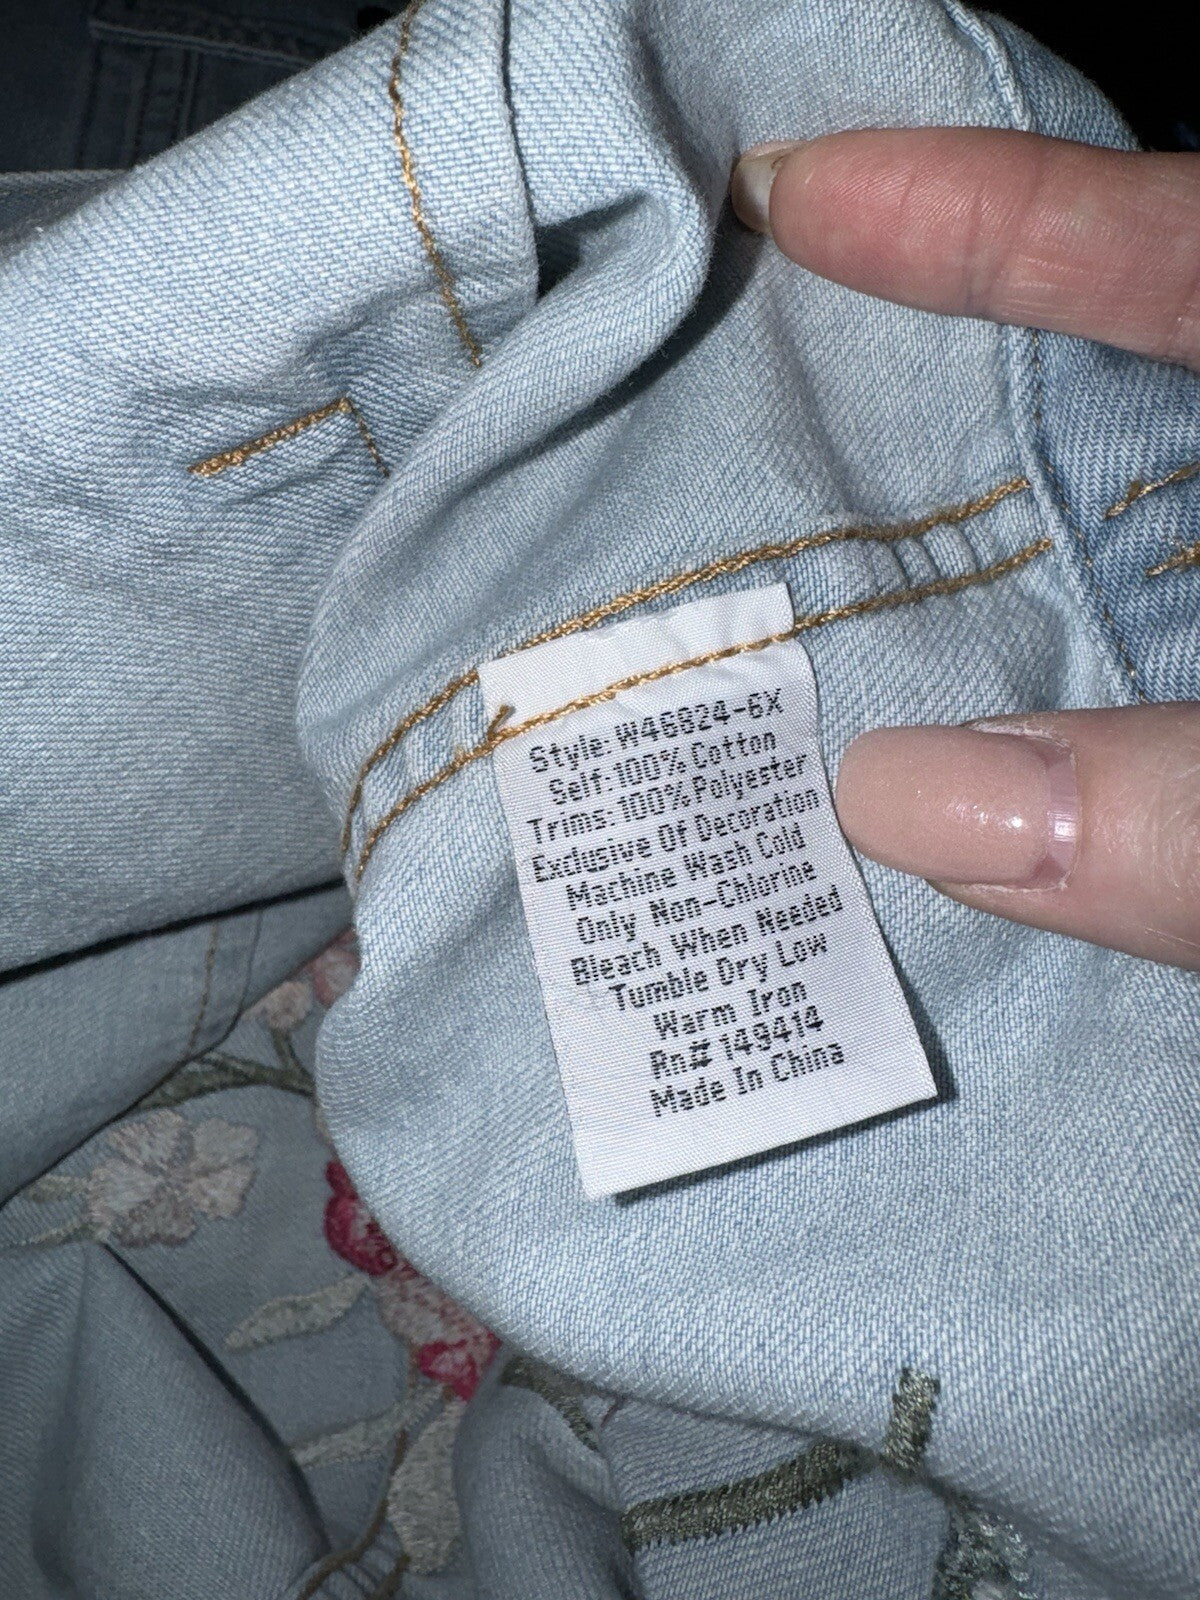 Style: W46824-6X
Self: 100% Cotton
Trims: 100% Polyester
Exclusive Of Decoration
Machine Wash Cold
Only Non-Chlorine
Bleach When Needed
Tumble Dry Low
Warm Iron
Rn# 149414
Made In China